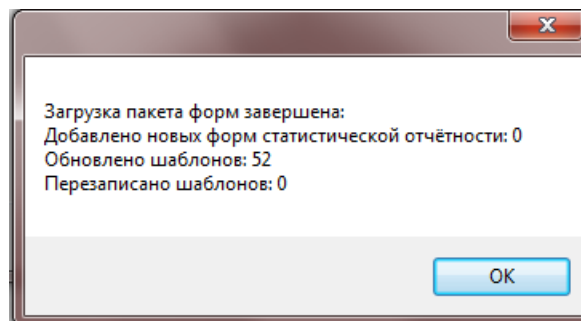 Загрузка пакета форм завершена:
Добавлено новых форм статистической отчётности: 0
Обновлено шаблонов: 52
Перезаписано шаблонов: 0
OK